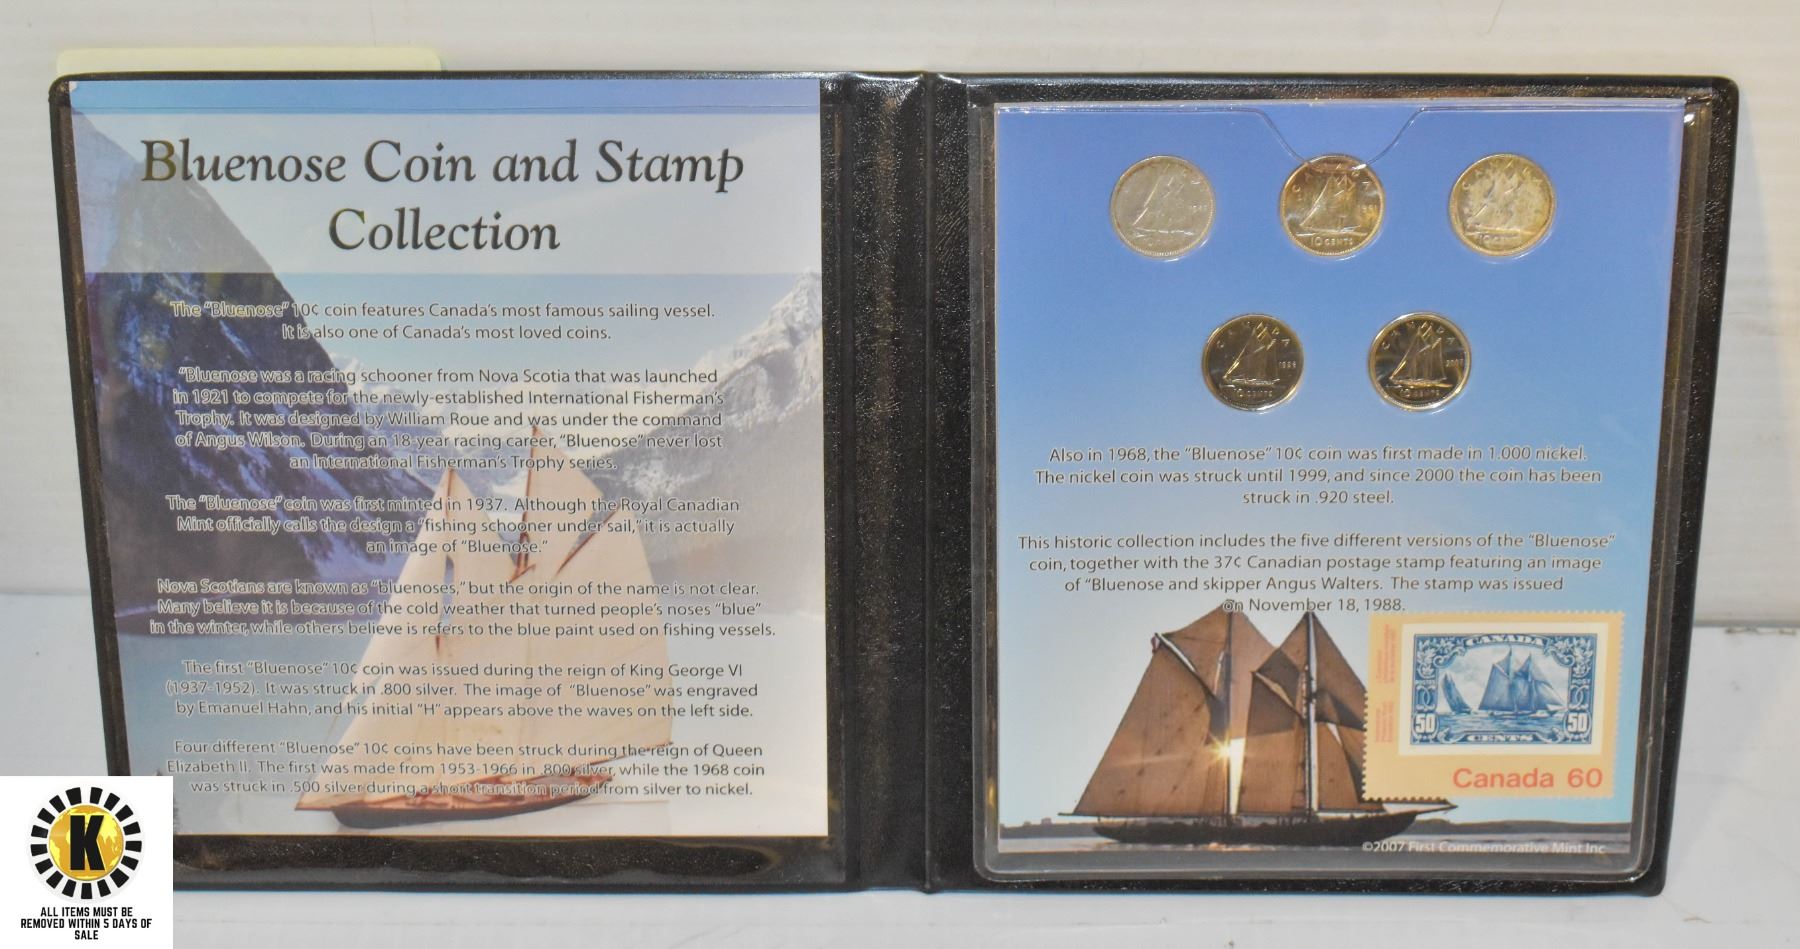 Bluenose Coin and Stamp
Collection
The "Bluenose" 10¢ coin features Canada's most famous sailing vessel.
It is also one of Canada's most loved coins.
"Bluenose was a racing schooner from Nova Scotia that was launched
in 1921 to compete for the newly-established International Fisherman's
Trophy. It was designed by William Roue and was under the command
of Angus Wilson. During an 18-year racing career, "Bluenose" never lost
an International Fisherman's Trophy series.
The "Bluenose" coin was first minted in 1937. Although the Royal Canadian
Mint officially calls the design a "fishing schooner under sail," it is actually
an image of "Bluenose."
Nova Scotians are known as "bluenoses," but the origin of the name is not clear.
Many believe it is because of the cold weather that turned people's noses "blue"
in the winter, while others believe is refers to the blue paint used on fishing vessels.
The first "Bluenose" 10¢ coin was issued during the reign of King George VI
(1937-1952). It was struck in .800 silver. The image of "Bluenose" was engraved
by Emanuel Hahn, and his initial "H" appears above the waves on the left side.
Four different "Bluenose" 10¢ coins have been struck during the reign of Queen
Elizabeth II. The first was made from 1953-1966 in .800 silver, while the 1968 coin
was struck in .500 silver during a short transition period from silver to nickel.
CANADA
10 CENTS
CANADA
10 CENTS
CANADA
10 CENTS
CANADA
10 CENTS
Also in 1968, the "Bluenose" 10¢ coin was first made in 1.000 nickel.
The nickel coin was struck until 1999, and since 2000 the coin has been
struck in .920 steel.
This historic collection includes the five different versions of the "Bluenose"
coin, together with the 37¢ Canadian postage stamp featuring an image
of "Bluenose and skipper Angus Walters. The stamp was issued
on November 18, 1988.
CANADA
POSTES POST
50 50
CENTS
Canada 60
©2007 First Commemorative Mint Inc
K
ALL ITEMS MUST BE
REMOVED WITHIN 5 DAYS OF
SALE